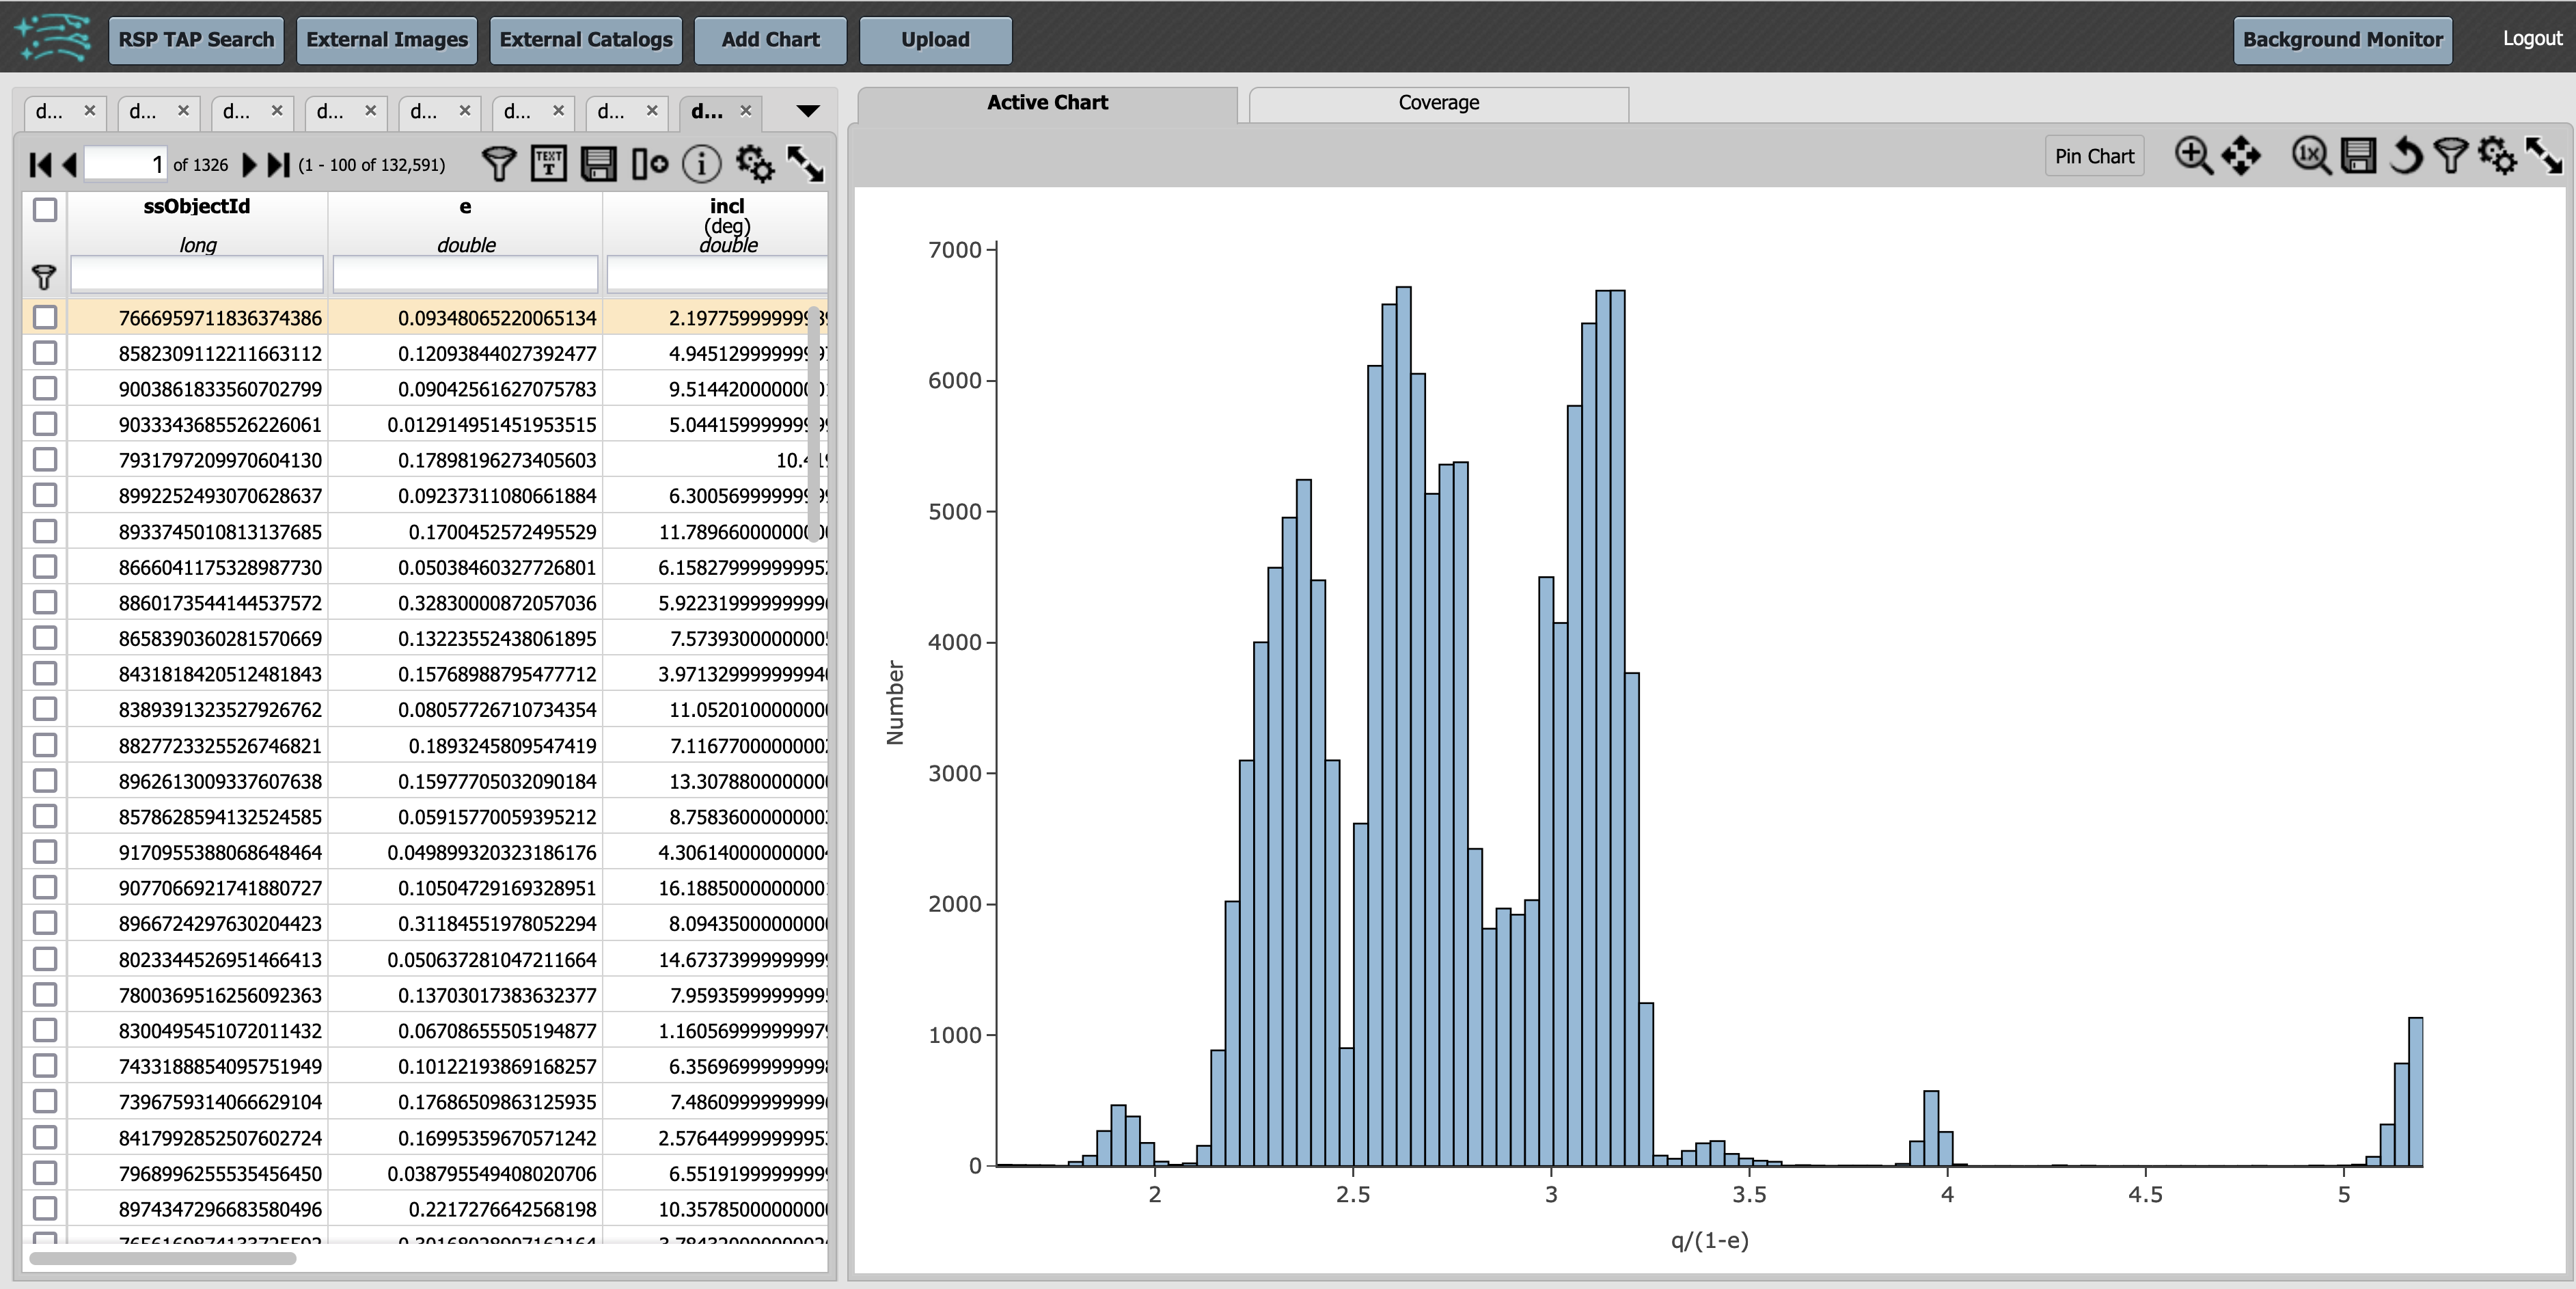 RSP TAP Search External Images External Catalogs Add Chart Upload Background Monitor Logout
d... × d... × d... × d... × d... × d... × d... × d... ×
1 of 1326 (1 - 100 of 132,591)
ssObjectId e incl
(deg)
long double double
7666959711836374386 0.09348065220065134
8582309112211663112 0.12093844027392477
9003861833560702799 0.09042561627075783
9033343685526226061 0.012914951451953515
7931797209970604130 0.17898196273405603
8992252493070628637 0.09237311080661884
8933745010813137685 0.1700452572495529
8666041175328987730 0.05038460327726801
8860173544144537572 0.32830000872057036
8658390360281570669 0.13223552438061895
8431818420512481843 0.15768988795477712
8389391323527926762 0.08057726710734354
8827723325526746821 0.1893245809547419
8962613009337607638 0.15977705032090184
8578628594132524585 0.05915770059395212
9170955388068648464 0.049899320323186176
9077066921741880727 0.10504729169328951
8966724297630204423 0.31184551978052294
8023344526951466413 0.050637281047211664
7800369516256092363 0.13703017383632377
8300495451072011432 0.06708655505194877
7433188854095751949 0.101221938691682​57
7396759314066629104 0.17686509863125935
8417992852507602724 0.16995359670571242
7968996255535456450 0.038795549408020706
8974347296683580496 0.2217276642568198
Active Chart Coverage
Pin Chart
1x
7000
6000
5000
4000
3000
2000
1000
0
Number
2 2.5 3 3.5 4 4.5 5
q/(1-e)